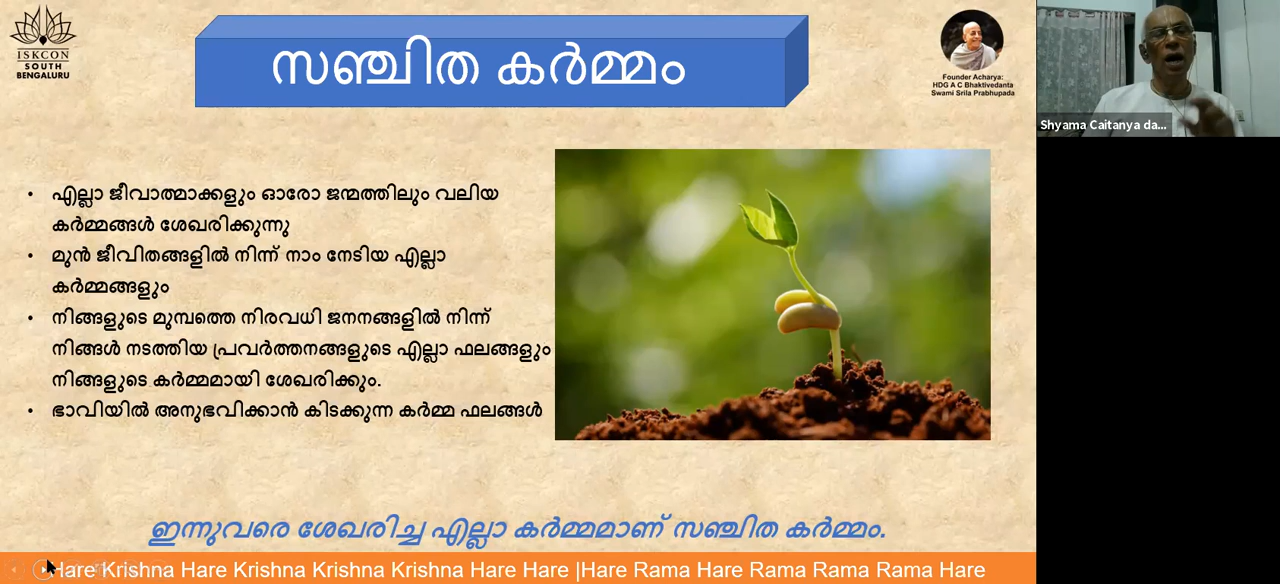 ISKCON
SOUTH
BENGALURU
സഞ്ചിത കർമ്മം
Founder Acharya:
HDG A C Bhaktivedanta
Swami Srila Prabhupada
Shyama Caitanya da...
• എല്ലാ ജീവാത്മാക്കളും ഓരോ ജന്മത്തിലും വലിയ
കർമ്മങ്ങൾ ശേഖരിക്കുന്നു
• മുൻ ജീവിതങ്ങളിൽ നിന്ന് നാം നേടിയ എല്ലാ
കർമ്മങ്ങളും
• നിങ്ങളുടെ മുമ്പത്തെ നിരവധി ജനനങ്ങളിൽ നിന്ന്
നിങ്ങൾ നടത്തിയ പ്രവർത്തനങ്ങളുടെ എല്ലാ ഫലങ്ങളും
നിങ്ങളുടെ കർമ്മമായി ശേഖരിക്കും.
• ഭാവിയിൽ അനുഭവിക്കാൻ കിടക്കുന്ന കർമ്മ ഫലങ്ങൾ
ഇന്നുവരെ ശേഖരിച്ച എല്ലാ കർമ്മമാണ് സഞ്ചിത കർമ്മം.
Hare Krishna Hare Krishna Krishna Krishna Hare Hare |Hare Rama Hare Rama Rama Rama Hare